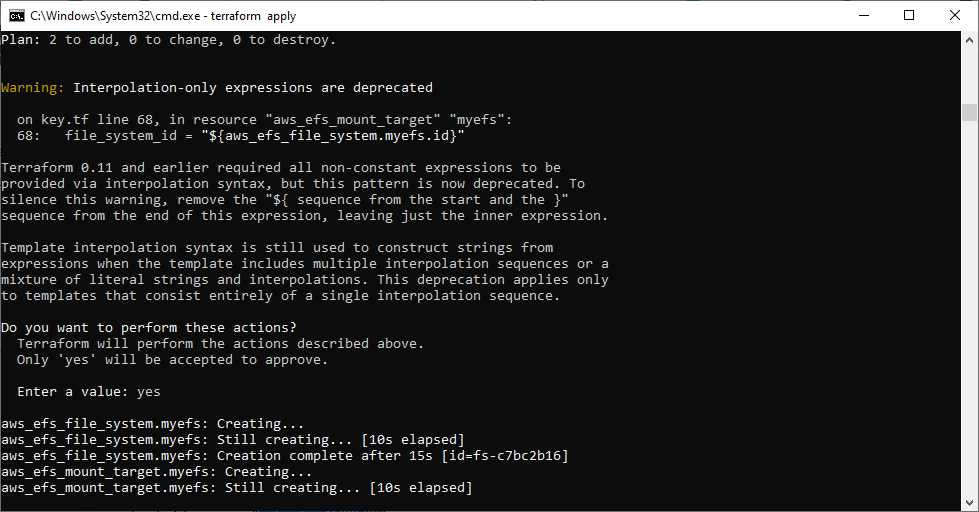 C:\Windows\System32\cmd.exe - terraform  apply
Plan: 2 to add, 0 to change, 0 to destroy.
Warning: Interpolation-only expressions are deprecated
on key.tf line 68, in resource "aws_efs_mount_target" "myefs":
68:   file_system_id = "${aws_efs_file_system.myefs.id}"
Terraform 0.11 and earlier required all non-constant expressions to be
provided via interpolation syntax, but this pattern is now deprecated. To
silence this warning, remove the "${ sequence from the start and the }"
sequence from the end of this expression, leaving just the inner expression.
Template interpolation syntax is still used to construct strings from
expressions when the template includes multiple interpolation sequences or a
mixture of literal strings and interpolations. This deprecation applies only
to templates that consist entirely of a single interpolation sequence.
Do you want to perform these actions?
Terraform will perform the actions described above.
Only 'yes' will be accepted to approve.
Enter a value: yes
aws_efs_file_system.myefs: Creating...
aws_efs_file_system.myefs: Still creating... [10s elapsed]
aws_efs_file_system.myefs: Creation complete after 15s [id=fs-c7bc2b16]
aws_efs_mount_target.myefs: Creating...
aws_efs_mount_target.myefs: Still creating... [10s elapsed]